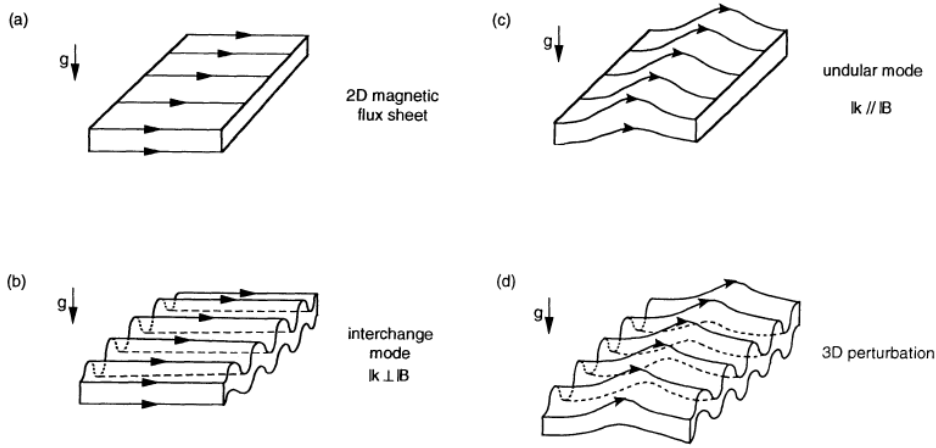 (a)
g
2D magnetic
flux sheet
(c)
g
undular mode
𝕜 // 𝔹
(b)
g
interchange
mode
𝕜 ⊥ 𝔹
(d)
g
3D perturbation